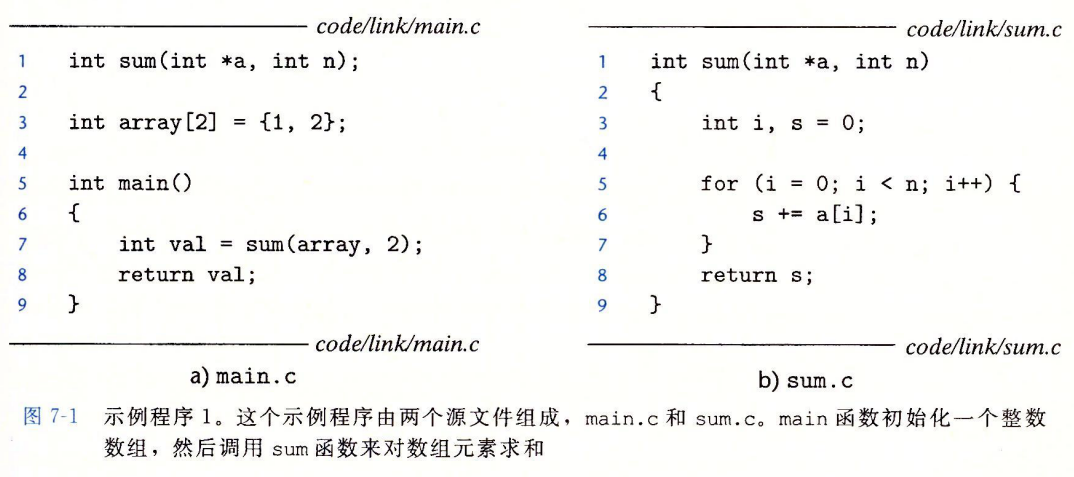 code/link/main.c
1 int sum(int *a, int n);
2
3 int array[2] = {1, 2};
4
5 int main()
6 {
7 int val = sum(array, 2);
8 return val;
9 }
code/link/main.c
a) main.c
code/link/sum.c
1 int sum(int *a, int n)
2 {
3 int i, s = 0;
4
5 for (i = 0; i < n; i++) {
6 s += a[i];
7 }
8 return s;
9 }
code/link/sum.c
b) sum.c
图 7-1 示例程序 1。这个示例程序由两个源文件组成，main.c 和 sum.c。main 函数初始化一个整数
数组，然后调用 sum 函数来对数组元素求和